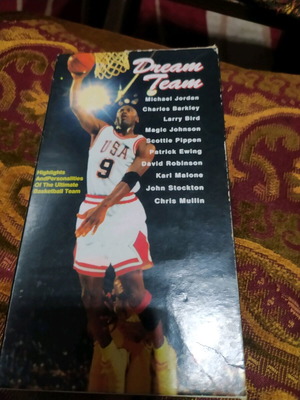 Dream
Team
Michael Jordan
Charles Barkley
Larry Bird
Magic Johnson
Scottie Pippen
Patrick Ewing
David Robinson
Karl Malone
John Stockton
Chris Mullin
Highlights
And Personalities
Of The Ultimate
Basketball Team
USA
9